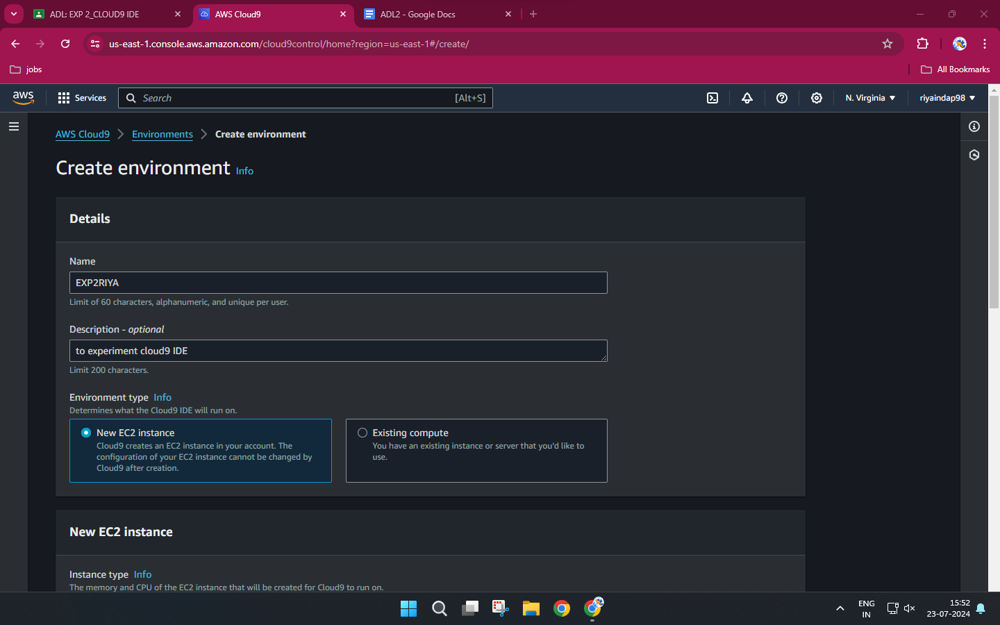 ADL: EXP 2_CLOUD9 IDE
AWS Cloud9
ADL2 - Google Docs
us-east-1.console.aws.amazon.com/cloud9control/home?region=us-east-1#/create/
jobs
All Bookmarks
aws
Services
Search
[Alt+S]
N. Virginia
riyaindap98
AWS Cloud9
Environments
Create environment
Create environment Info
Details
Name
EXP2RIYA
Limit of 60 characters, alphanumeric, and unique per user.
Description - optional
to experiment cloud9 IDE
Limit 200 characters.
Environment type Info
Determines what the Cloud9 IDE will run on.
New EC2 instance
Cloud9 creates an EC2 instance in your account. The
configuration of your EC2 instance cannot be changed by
Cloud9 after creation.
Existing compute
You have an existing instance or server that you'd like to
use.
New EC2 instance
Instance type Info
The memory and CPU of the EC2 instance that will be created for Cloud9 to run on.
ENG
IN
15:52
23-07-2024